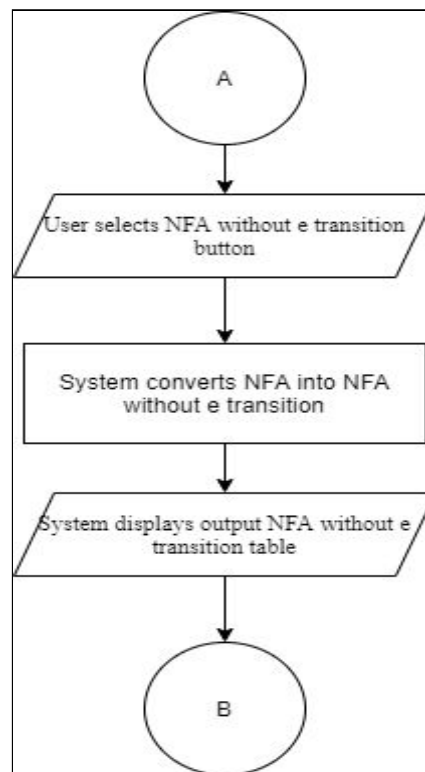 A
User selects NFA without e transition
button
System converts NFA into NFA
without e transition
System displays output NFA without e
transition table
B